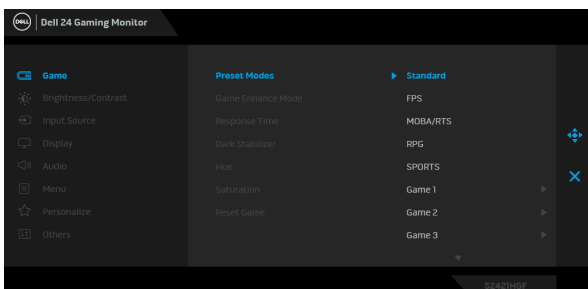 DELL Dell 24 Gaming Monitor
Game Preset Modes Standard
Brightness/Contrast Game Enhance Mode FPS
Input Source Response Time MOBA/RTS
Display Dark Stabilizer RPG
Audio Hue SPORTS
Menu Saturation Game 1
Personalize Reset Game Game 2
Others Game 3
S2421HGF